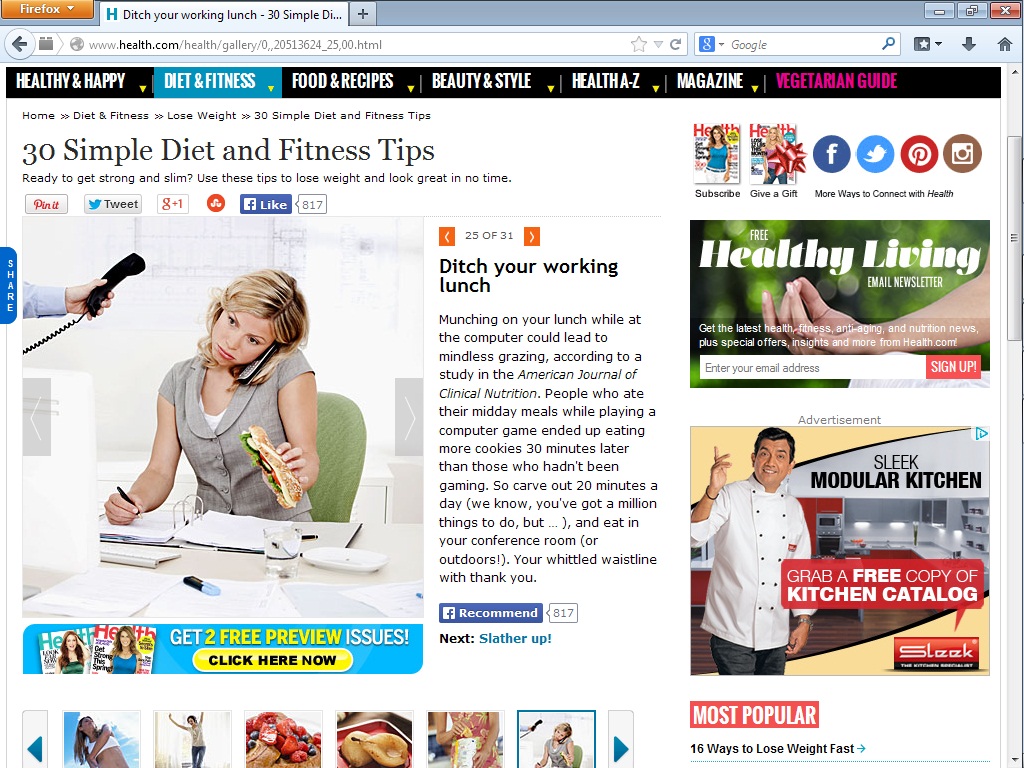 Firefox
Ditch your working lunch - 30 Simple Di...
www.health.com/health/gallery/0,,20513624_25,00.html
Google
HEALTHY & HAPPY
DIET & FITNESS
FOOD & RECIPES
BEAUTY & STYLE
HEALTH A-Z
MAGAZINE
VEGETARIAN GUIDE
Home >> Diet & Fitness >> Lose Weight >> 30 Simple Diet and Fitness Tips
30 Simple Diet and Fitness Tips
Ready to get strong and slim? Use these tips to lose weight and look great in no time.
Pin it
Tweet
g+1
Like 817
Health
Health
Subscribe
Give a Gift
More Ways to Connect with Health
SHARE
25 OF 31
Ditch your working
lunch
Munching on your lunch while at
the computer could lead to
mindless grazing, according to a
study in the American Journal of
Clinical Nutrition. People who ate
their midday meals while playing a
computer game ended up eating
more cookies 30 minutes later
than those who hadn't been
gaming. So carve out 20 minutes a
day (we know, you've got a million
things to do, but ... ), and eat in
your conference room (or
outdoors!). Your whittled waistline
with thank you.
Recommend 817
Next: Slather up!
Health
Health
GET 2 FREE PREVIEW ISSUES!
CLICK HERE NOW
FREE
Healthy Living
EMAIL NEWSLETTER
Get the latest health, fitness, anti-aging, and nutrition news,
plus special offers, insights and more from Health.com!
Enter your email address
SIGN UP!
Advertisement
SLEEK
MODULAR KITCHEN
GRAB A FREE COPY OF
KITCHEN CATALOG
Sleek
THE KITCHEN SPECIALIST
MOST POPULAR
16 Ways to Lose Weight Fast